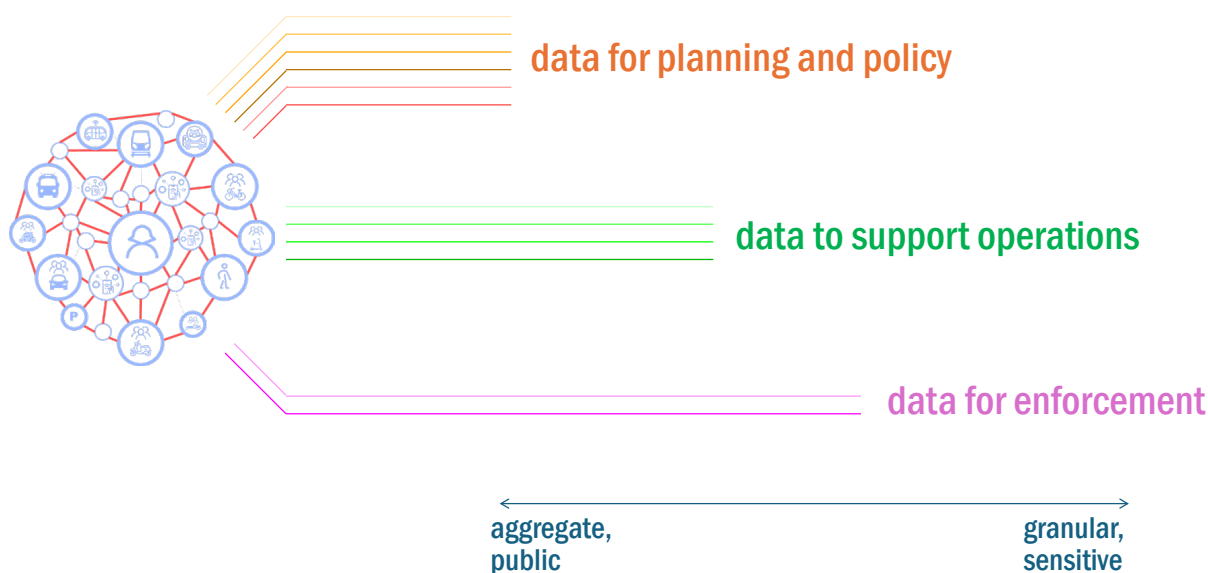 data for planning and policy
P
data to support operations
data for enforcement
aggregate,
public
granular,
sensitive